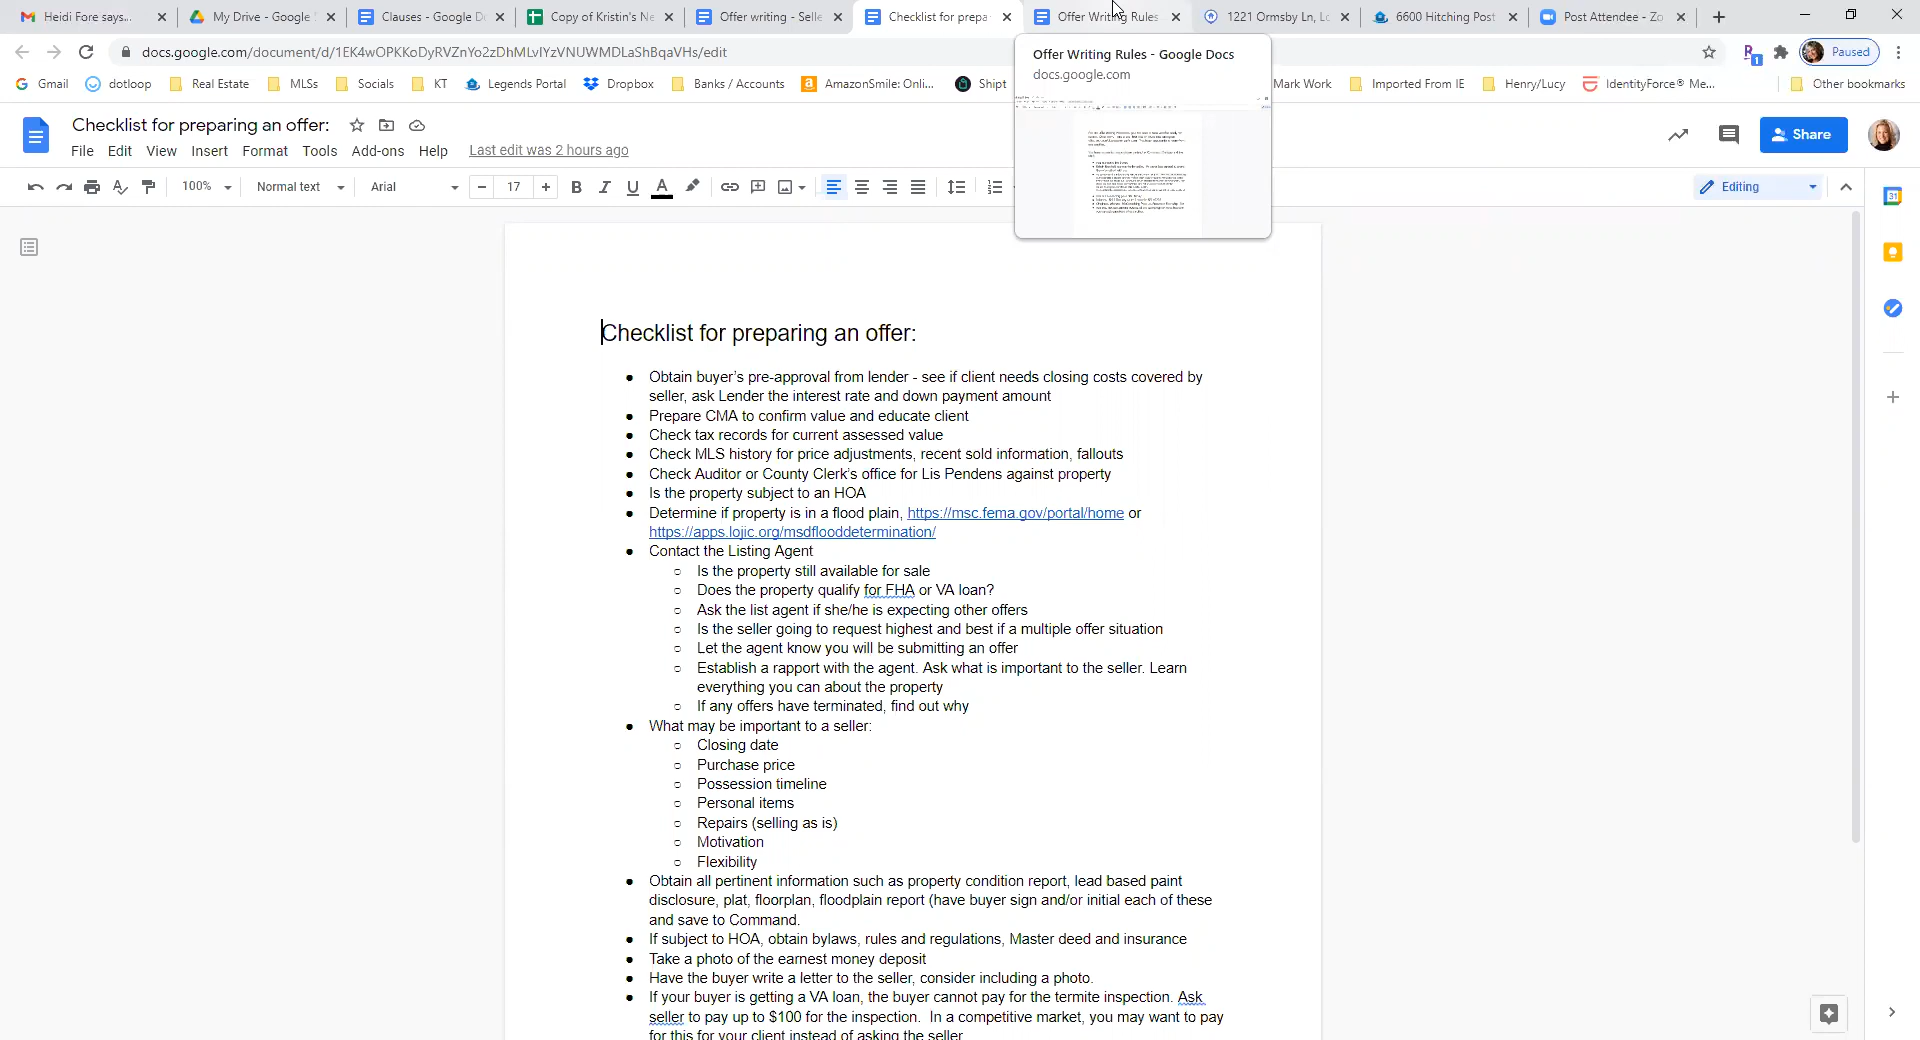 Heidi Fore says...
My Drive - Google
Clauses - Google D
Copy of Kristin's Ne
Offer writing - Selle
Checklist for prepa
Offer Writing Rules
1221 Ormsby Ln, Lo
6600 Hitching Post
Post Attendee - Zo
docs.google.com/document/d/1EK4wOPKKoDyRVZnYo2zDhMLvIYzVNUWMDLaShBqaVHs/edit
1
Paused
Gmail
dotloop
Real Estate
MLSs
Socials
KT
Legends Portal
Dropbox
Banks / Accounts
AmazonSmile: Onli...
Shipt
Mark Work
Imported From IE
Henry/Lucy
IdentityForce® Me...
Other bookmarks
Offer Writing Rules - Google Docs
docs.google.com
Checklist for preparing an offer:
File Edit View Insert Format Tools Add-ons Help Last edit was 2 hours ago
Share
100% Normal text Arial - 17 + B I U A
Editing
31
Checklist for preparing an offer:
● Obtain buyer's pre-approval from lender - see if client needs closing costs covered by
seller, ask Lender the interest rate and down payment amount
● Prepare CMA to confirm value and educate client
● Check tax records for current assessed value
● Check MLS history for price adjustments, recent sold information, fallouts
● Check Auditor or County Clerk's office for Lis Pendens against property
● Is the property subject to an HOA
● Determine if property is in a flood plain, https://msc.fema.gov/portal/home or
https://apps.lojic.org/msdflooddetermination/
● Contact the Listing Agent
○ Is the property still available for sale
○ Does the property qualify for FHA or VA loan?
○ Ask the list agent if she/he is expecting other offers
○ Is the seller going to request highest and best if a multiple offer situation
○ Let the agent know you will be submitting an offer
○ Establish a rapport with the agent. Ask what is important to the seller. Learn
everything you can about the property
○ If any offers have terminated, find out why
● What may be important to a seller:
○ Closing date
○ Purchase price
○ Possession timeline
○ Personal items
○ Repairs (selling as is)
○ Motivation
○ Flexibility
● Obtain all pertinent information such as property condition report, lead based paint
disclosure, plat, floorplan, floodplain report (have buyer sign and/or initial each of these
and save to Command.
● If subject to HOA, obtain bylaws, rules and regulations, Master deed and insurance
● Take a photo of the earnest money deposit
● Have the buyer write a letter to the seller, consider including a photo.
● If your buyer is getting a VA loan, the buyer cannot pay for the termite inspection. Ask
seller to pay up to $100 for the inspection. In a competitive market, you may want to pay
for this for your client instead of asking the seller